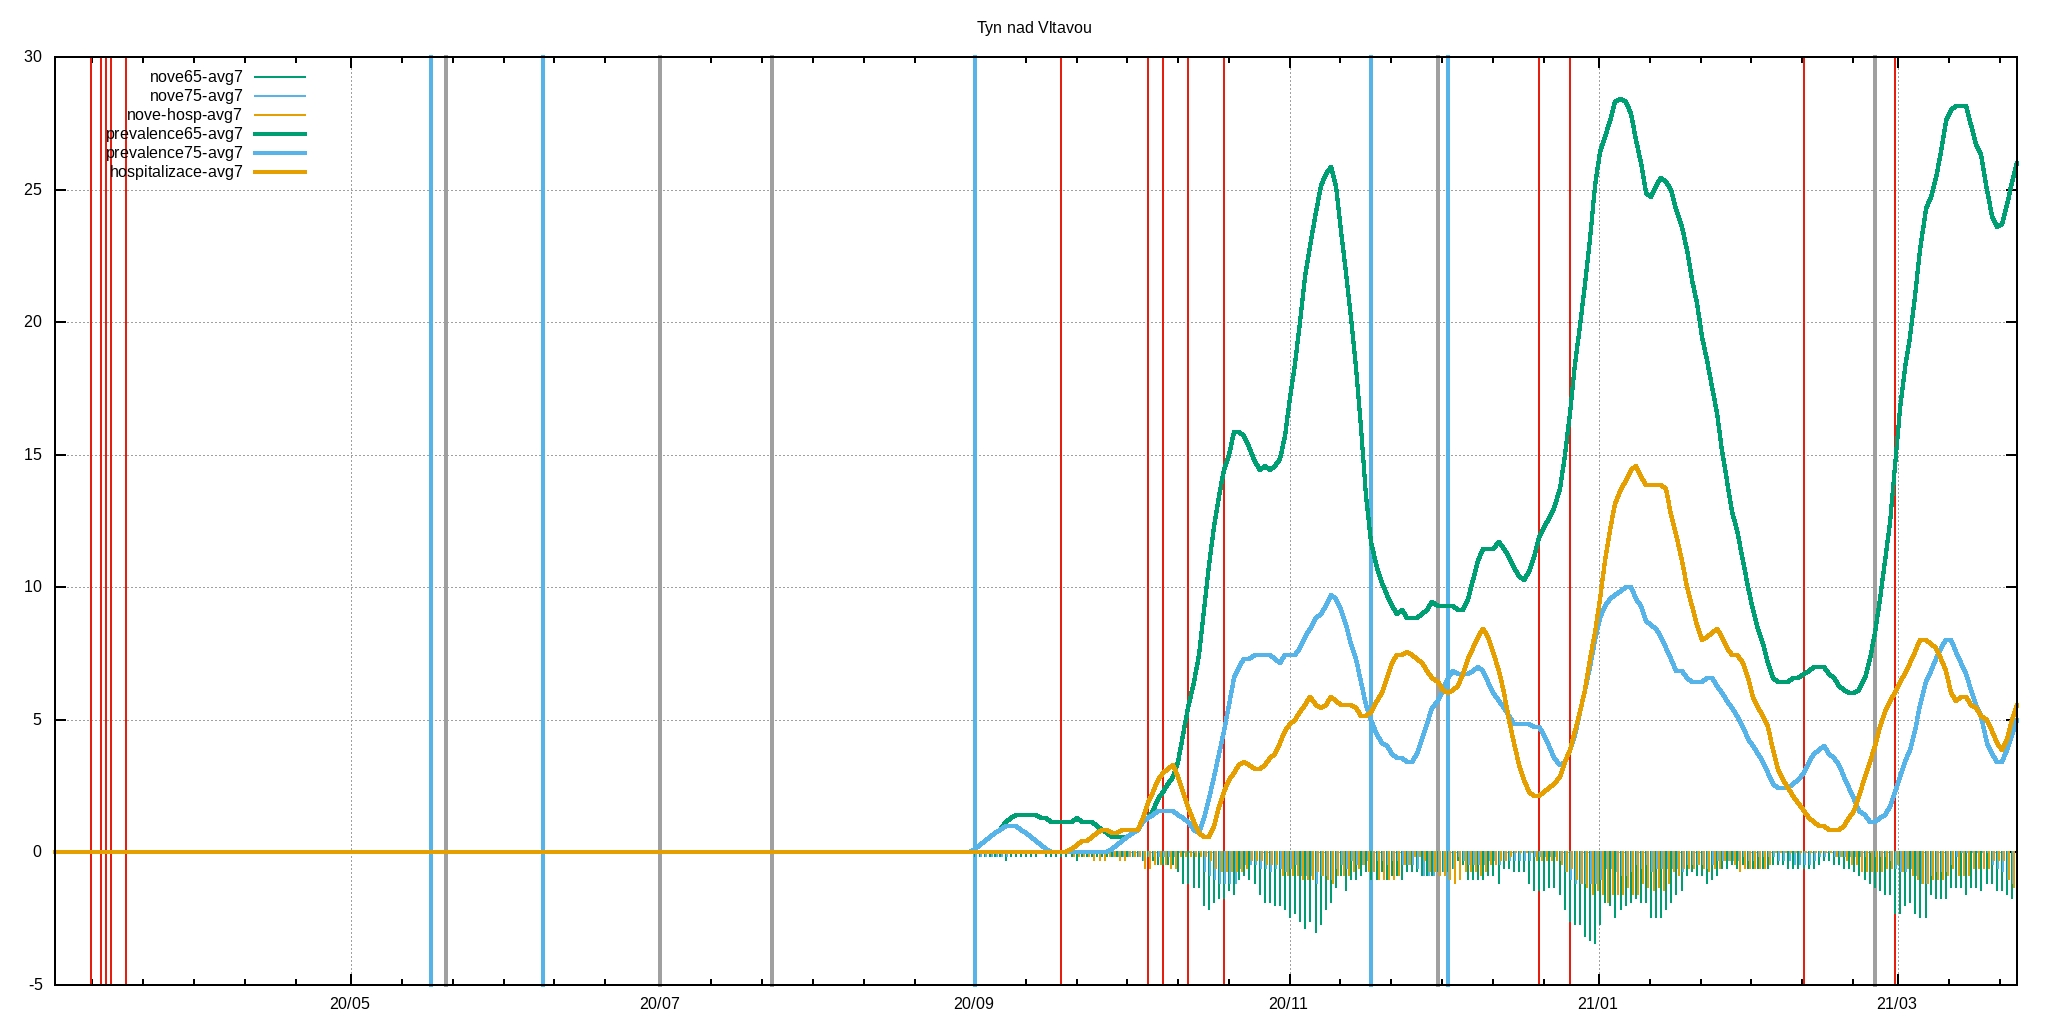 Tyn nad Vltavou
30
25
20
15
10
5
0
-5
nove65-avg7
nove75-avg7
nove-hosp-avg7
prevalence65-avg7
prevalence75-avg7
hospitalizace-avg7
20/05 20/07 20/09 20/11 21/01 21/03